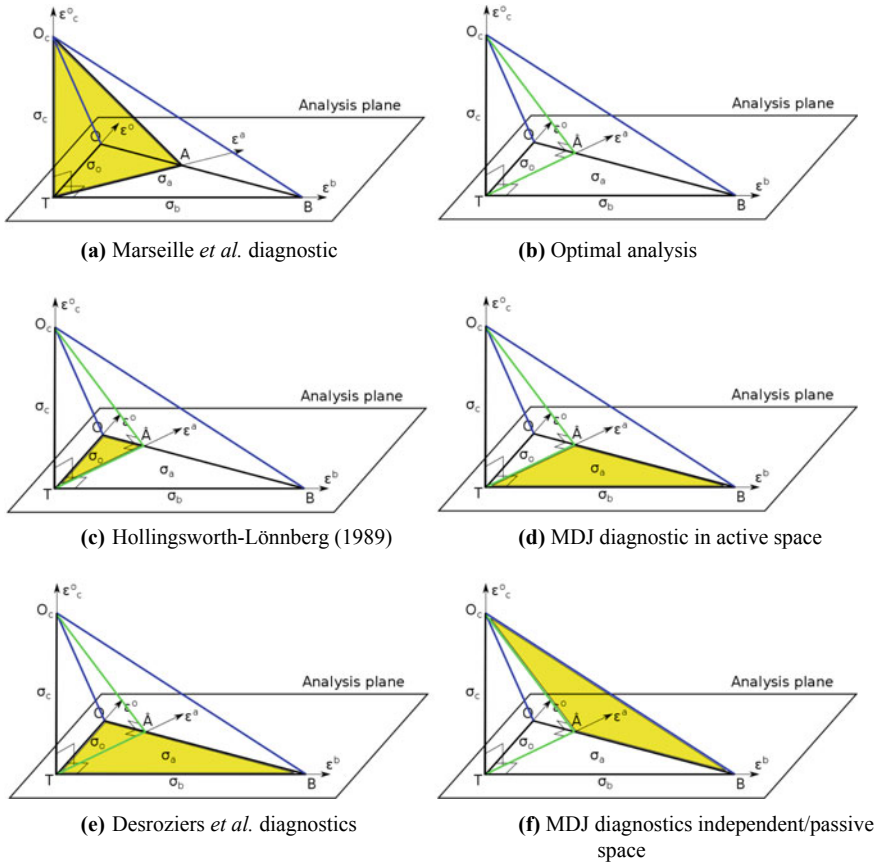 ε°c
Oc
Analysis plane
σc
O
ε°
A
εᵃ
σo
σa
T
σb
B
εᵇ
(a) Marseille et al. diagnostic
ε°c
Oc
Analysis plane
σc
O
ε°
Â
εᵃ
σo
σa
T
σb
B
εᵇ
(b) Optimal analysis
ε°c
Oc
Analysis plane
σc
O
ε°
Â
εᵃ
σo
σa
T
σb
B
εᵇ
(c) Hollingsworth-Lönnberg (1989)
ε°c
Oc
Analysis plane
σc
O
ε°
Â
εᵃ
σo
σa
T
σb
B
εᵇ
(d) MDJ diagnostic in active space
ε°c
Oc
Analysis plane
σc
O
ε°
Â
εᵃ
σo
σa
T
σb
B
εᵇ
(e) Desroziers et al. diagnostics
ε°c
Oc
Analysis plane
σc
O
ε°
Â
εᵃ
σo
σa
T
σb
B
εᵇ
(f) MDJ diagnostics independent/passive
space